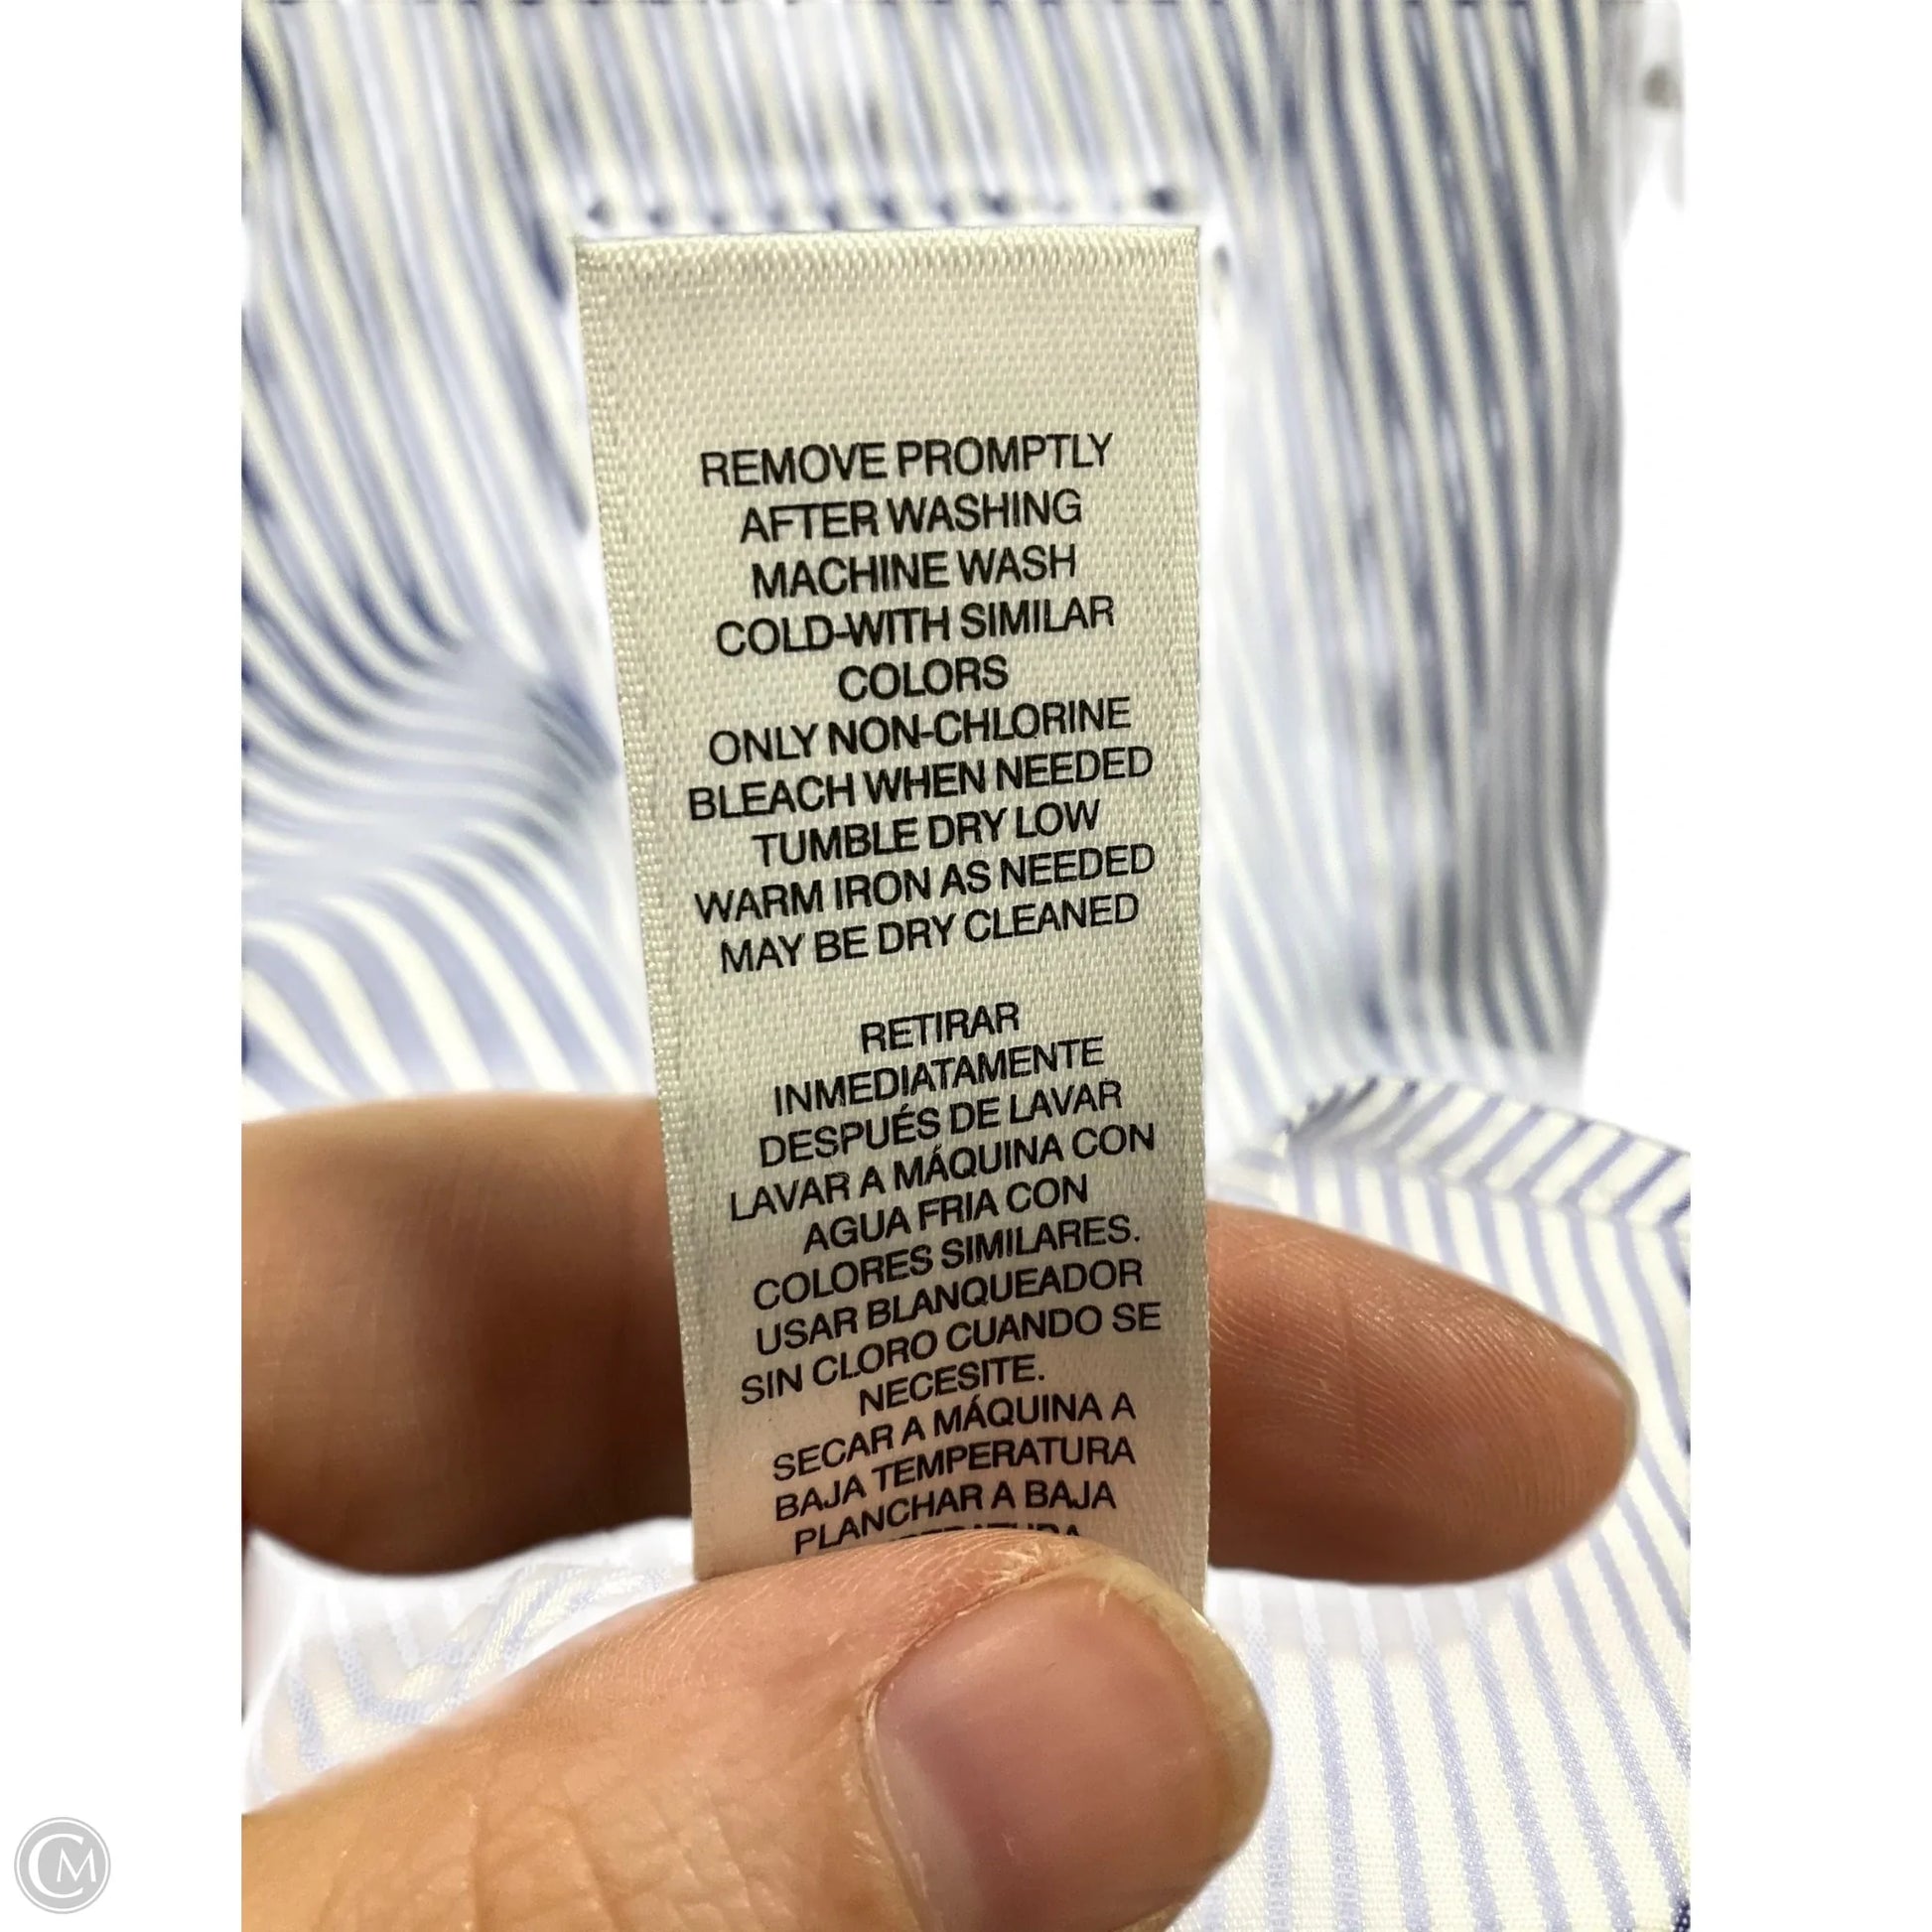 REMOVE PROMPTLY
AFTER WASHING
MACHINE WASH
COLD-WITH SIMILAR
COLORS
ONLY NON-CHLORINE
BLEACH WHEN NEEDED
TUMBLE DRY LOW
WARM IRON AS NEEDED
MAY BE DRY CLEANED
RETIRAR
INMEDIATAMENTE
DESPUÉS DE LAVAR
LAVAR A MÁQUINA CON
AGUA FRIA CON
COLORES SIMILARES.
USAR BLANQUEADOR
SIN CLORO CUANDO SE
NECESITE.
SECAR A MÁQUINA A
BAJA TEMPERATURA
PLANCHAR A BAJA
CM